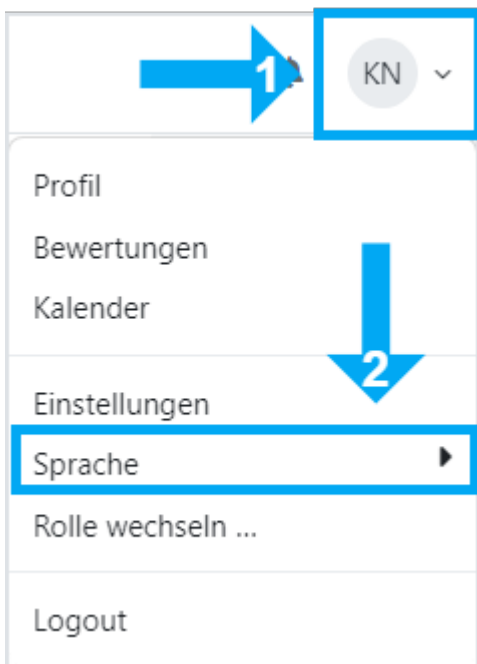 1
KN
Profil
Bewertungen
Kalender
2
Einstellungen
Sprache
Rolle wechseln ...
Logout